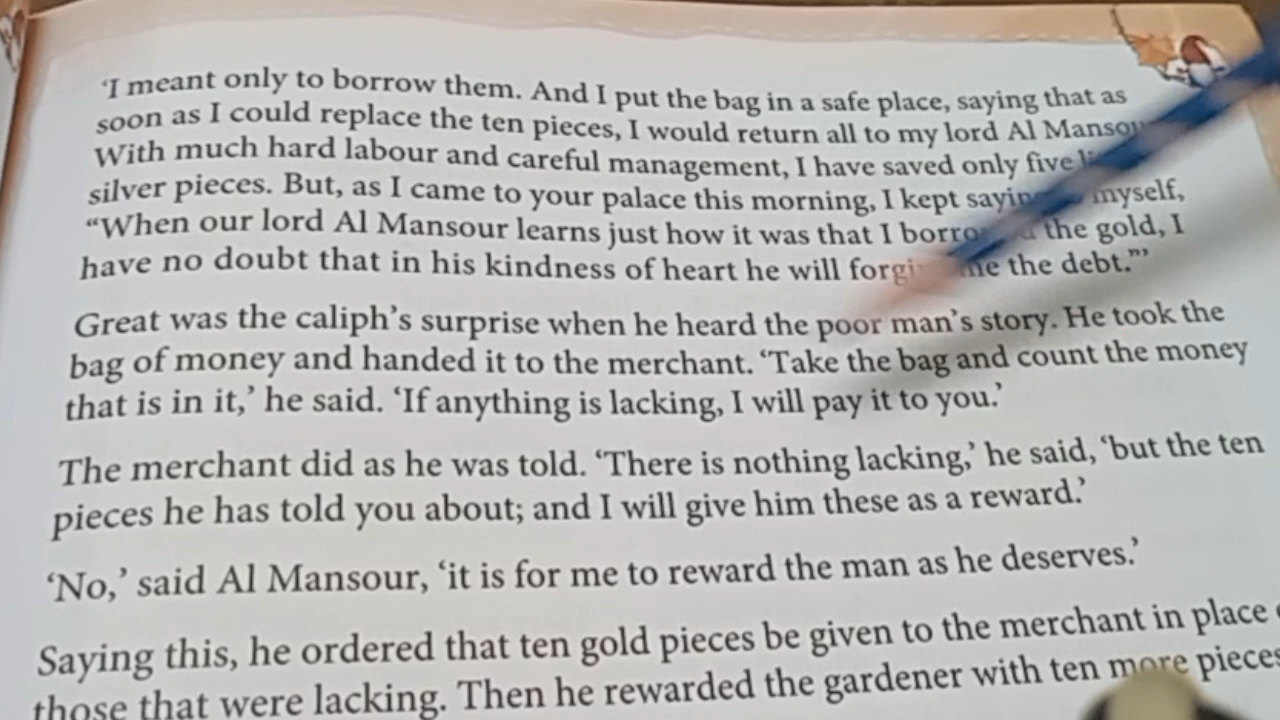 ‘I meant only to borrow them. And I put the bag in a safe place, saying that as
soon as I could replace the ten pieces, I would return all to my lord Al Mansou
With much hard labour and careful management, I have saved only five
silver pieces. But, as I came to your palace this morning, I kept saying myself,
“When our lord Al Mansour learns just how it was that I borrowed the gold, I
have no doubt that in his kindness of heart he will forgive me the debt.”’
Great was the caliph’s surprise when he heard the poor man’s story. He took the
bag of money and handed it to the merchant. ‘Take the bag and count the money
that is in it,’ he said. ‘If anything is lacking, I will pay it to you.’
The merchant did as he was told. ‘There is nothing lacking,’ he said, ‘but the ten
pieces he has told you about; and I will give him these as a reward.’
‘No,’ said Al Mansour, ‘it is for me to reward the man as he deserves.’
Saying this, he ordered that ten gold pieces be given to the merchant in place
those that were lacking. Then he rewarded the gardener with ten more pieces